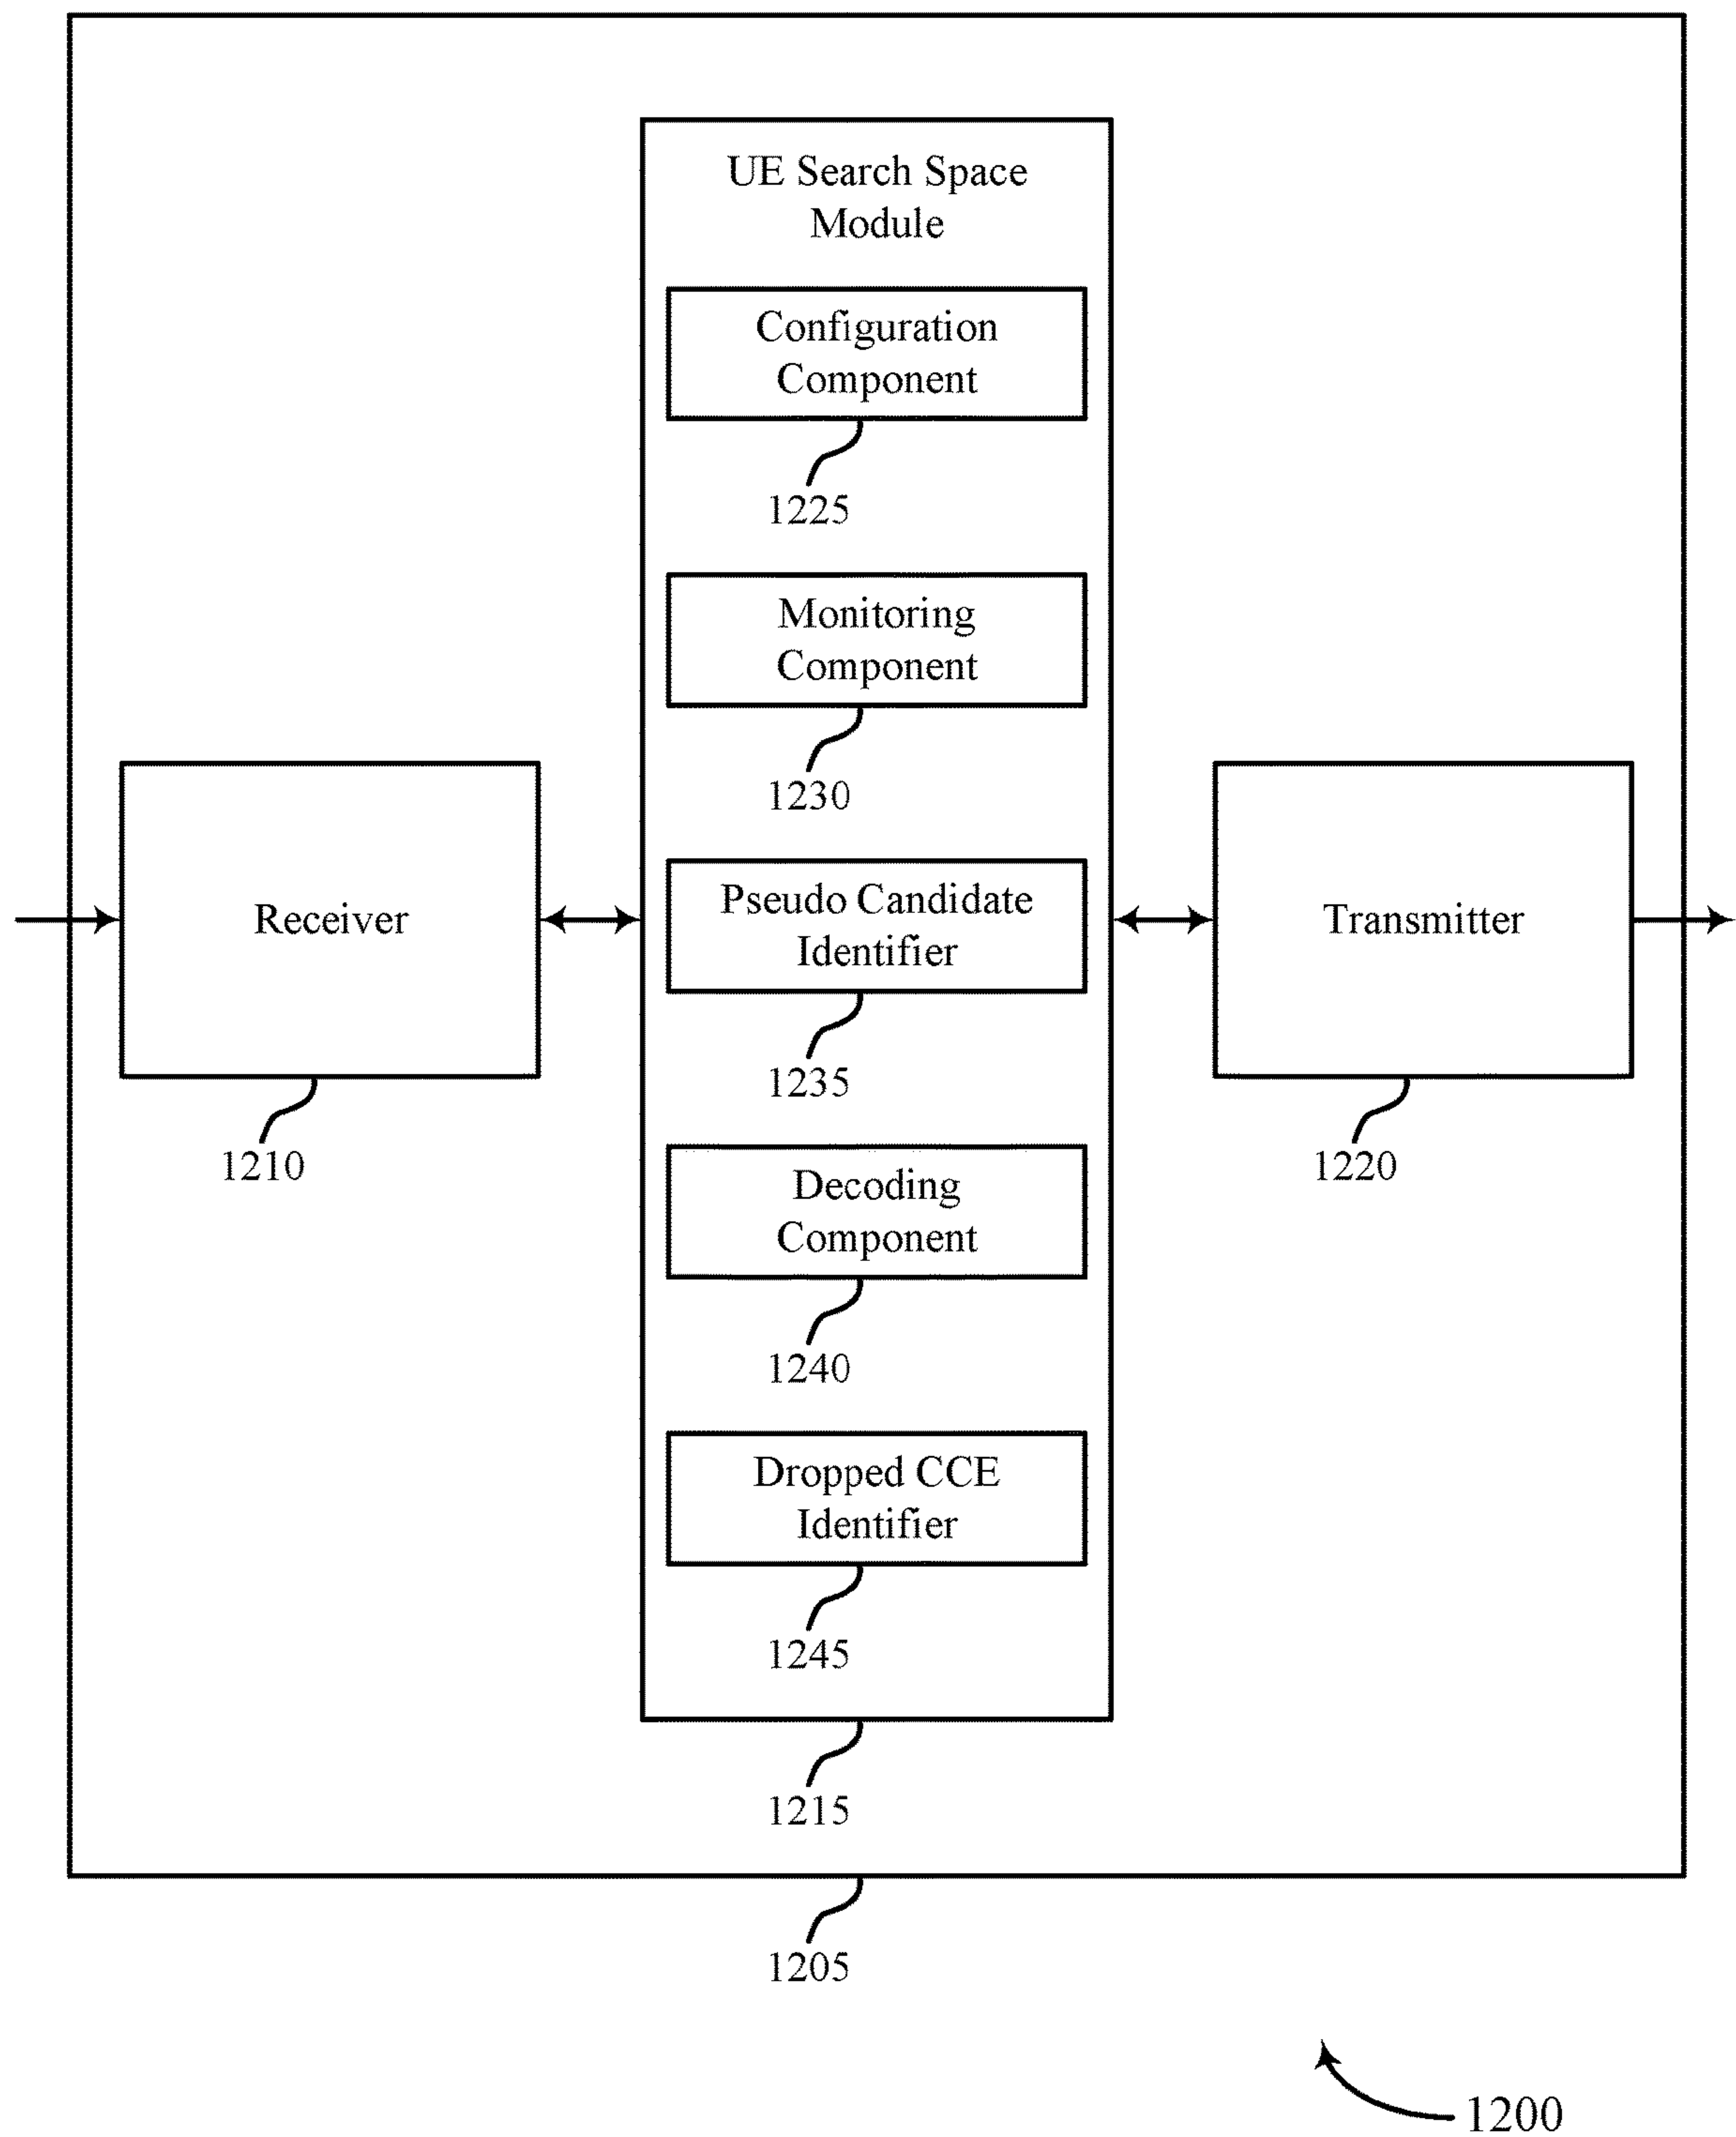 UE Search Space
Module
Configuration
Component
1225
Monitoring
Component
1230
Receiver
1210
Pseudo Candidate
Identifier
1235
Transmitter
1220
Decoding
Component
1240
Dropped CCE
Identifier
1245
1215
1205
1200